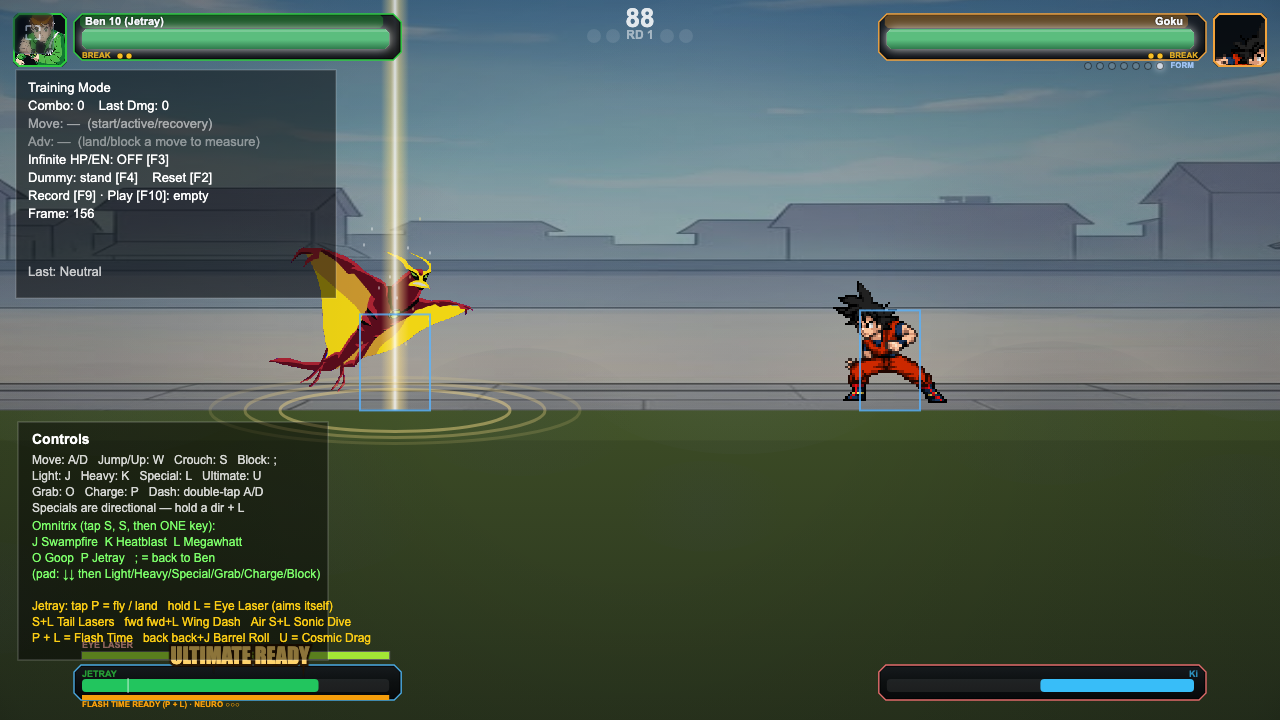 Ben 10 (Jetray)
BREAK
88
RD 1
Goku
BREAK
FORM
Training Mode
Combo: 0 Last Dmg: 0
Move: — (start/active/recovery)
Adv: — (land/block a move to measure)
Infinite HP/EN: OFF [F3]
Dummy: stand [F4] Reset [F2]
Record [F9] · Play [F10]: empty
Frame: 156
Last: Neutral
Controls
Move: A/D Jump/Up: W Crouch: S Block: ;
Light: J Heavy: K Special: L Ultimate: U
Grab: O Charge: P Dash: double-tap A/D
Specials are directional — hold a dir + L
Omnitrix (tap S, S, then ONE key):
J Swampfire K Heatblast L Megawhatt
O Goop P Jetray ; = back to Ben
(pad: ↓↓ then Light/Heavy/Special/Grab/Charge/Block)
Jetray: tap P = fly / land hold L = Eye Laser (aims itself)
S+L Tail Lasers fwd fwd+L Wing Dash Air S+L Sonic Dive
P + L = Flash Time back back+J Barrel Roll U = Cosmic Drag
EYE LASER
ULTIMATE READY
JETRAY
FLASH TIME READY (P + L) · NEURO ○○○
Ki